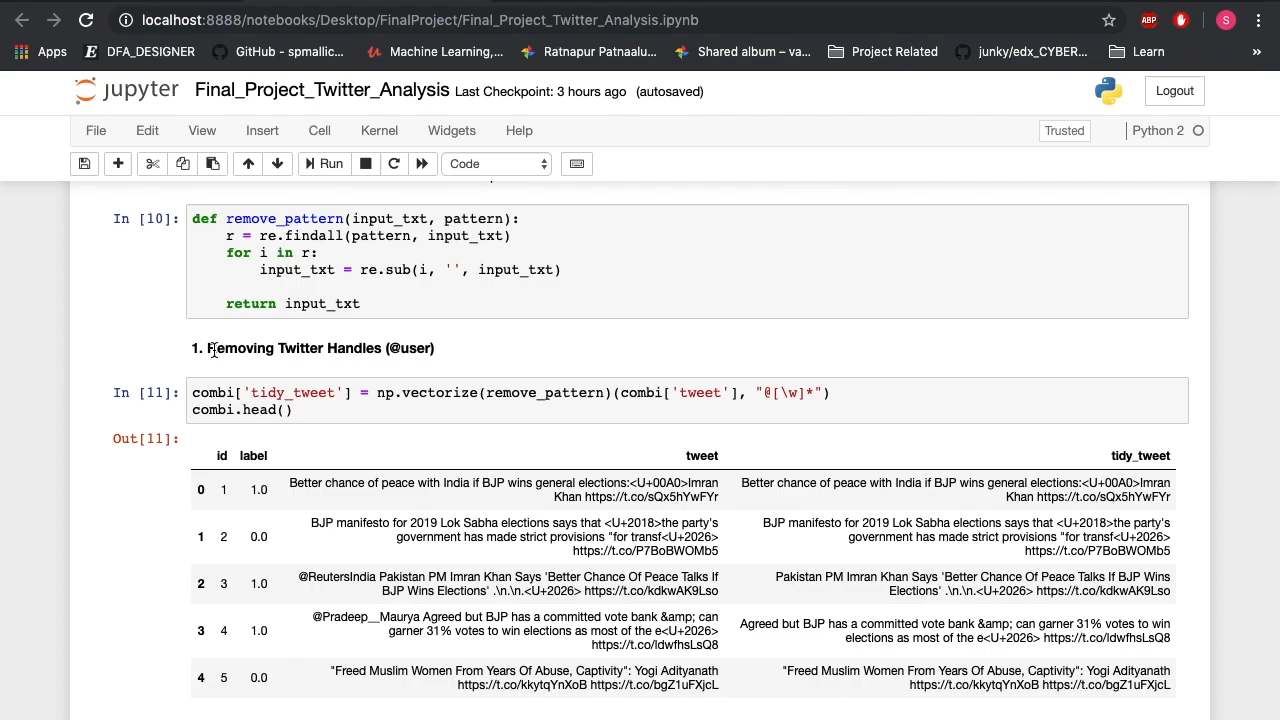 localhost:8888/notebooks/Desktop/FinalProject/Final_Project_Twitter_Analysis.ipynb
ABP
S
Apps
E DFA_DESIGNER
GitHub - spmallic...
Machine Learning,...
Ratnapur Patnaalu...
Shared album – va...
Project Related
junky/edx_CYBER...
Learn
»
jupyter Final_Project_Twitter_Analysis Last Checkpoint: 3 hours ago (autosaved)
Logout
File Edit View Insert Cell Kernel Widgets Help
Trusted
Python 2
Run
Code
In [10]: def remove_pattern(input_txt, pattern):
    r = re.findall(pattern, input_txt)
    for i in r:
        input_txt = re.sub(i, '', input_txt)
    return input_txt
1. Removing Twitter Handles (@user)
In [11]: combi['tidy_tweet'] = np.vectorize(remove_pattern)(combi['tweet'], "@[\w]*")
combi.head()
Out[11]:
id label tweet tidy_tweet
0 1 1.0 Better chance of peace with India if BJP wins general elections:<U+00A0>Imran
Khan https://t.co/sQx5hYwFYr
Better chance of peace with India if BJP wins general elections:<U+00A0>Imran
Khan https://t.co/sQx5hYwFYr
1 2 0.0 BJP manifesto for 2019 Lok Sabha elections says that <U+2018>the party's
government has made strict provisions "for transf<U+2026>
https://t.co/P7BoBWOMb5
BJP manifesto for 2019 Lok Sabha elections says that <U+2018>the party's
government has made strict provisions "for transf<U+2026>
https://t.co/P7BoBWOMb5
2 3 1.0 @ReutersIndia Pakistan PM Imran Khan Says 'Better Chance Of Peace Talks If
BJP Wins Elections' .\n.\n.<U+2026> https://t.co/kdkwAK9Lso
Pakistan PM Imran Khan Says 'Better Chance Of Peace Talks If BJP Wins
Elections' .\n.\n.<U+2026> https://t.co/kdkwAK9Lso
3 4 1.0 @Pradeep__Maurya Agreed but BJP has a committed vote bank &amp; can
garner 31% votes to win elections as most of the e<U+2026>
https://t.co/ldwfhsLsQ8
Agreed but BJP has a committed vote bank &amp; can garner 31% votes to win
elections as most of the e<U+2026> https://t.co/ldwfhsLsQ8
4 5 0.0 "Freed Muslim Women From Years Of Abuse, Captivity": Yogi Adityanath
https://t.co/kkytqYnXoB https://t.co/bgZ1uFXjcL
"Freed Muslim Women From Years Of Abuse, Captivity": Yogi Adityanath
https://t.co/kkytqYnXoB https://t.co/bgZ1uFXjcL